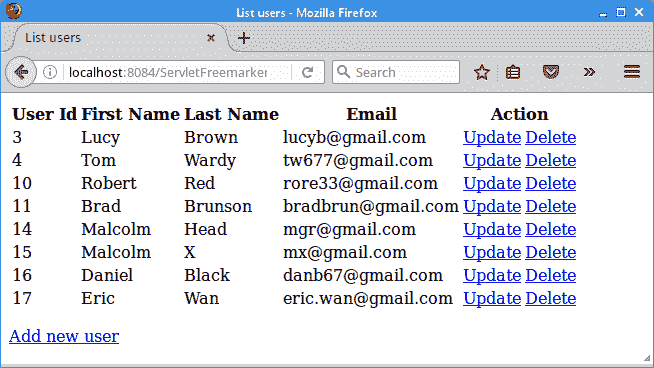 List users - Mozilla Firefox
List users
localhost:8084/ServletFreemarker Search
User Id First Name Last Name Email Action
3 Lucy Brown lucyb@gmail.com Update Delete
4 Tom Wardy tw677@gmail.com Update Delete
10 Robert Red rore33@gmail.com Update Delete
11 Brad Brunson bradbrun@gmail.com Update Delete
14 Malcolm Head mgr@gmail.com Update Delete
15 Malcolm X mx@gmail.com Update Delete
16 Daniel Black danb67@gmail.com Update Delete
17 Eric Wan eric.wan@gmail.com Update Delete
Add new user